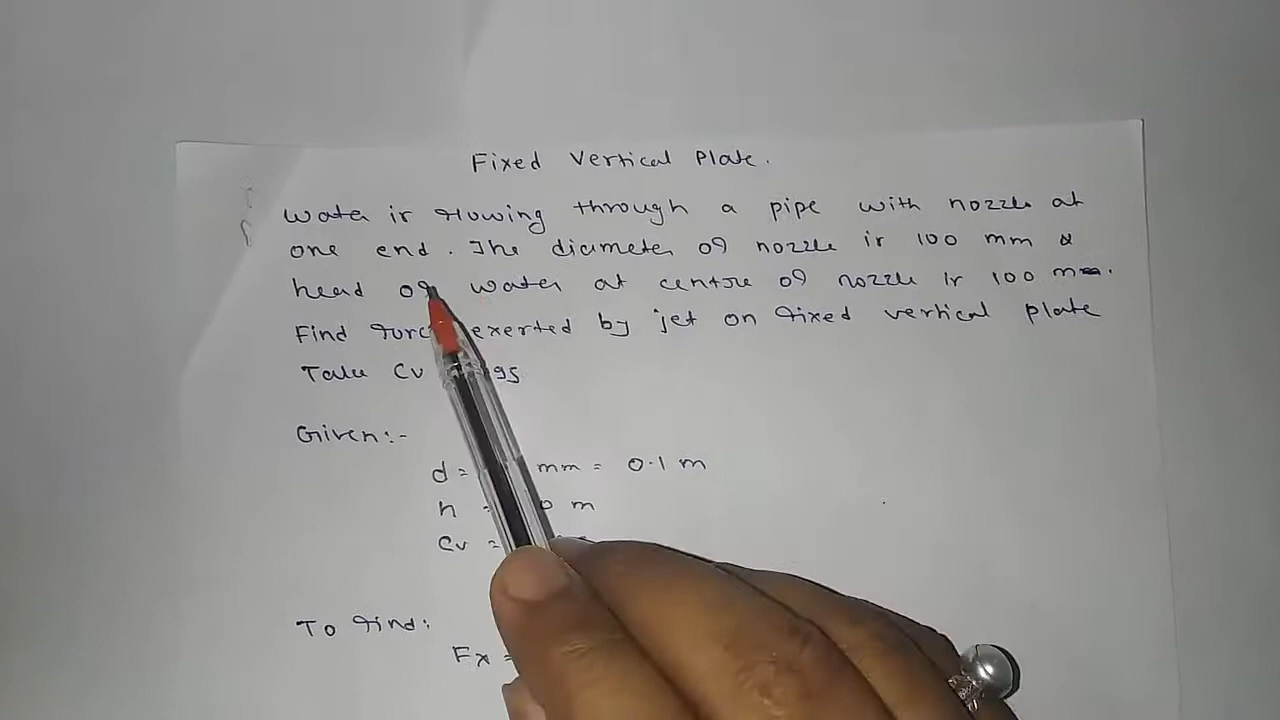 Fixed Vertical Plate.
Water is flowing through a pipe with nozzle at
one end. The diameter of nozzle is 100 mm &
head of water at centre of nozzle is 100 m.
Find exerted by jet on fixed vertical plate
Take Cv 95
Given:-
d = mm = 0.1 m
h m
Cv =
To find:
Fx =